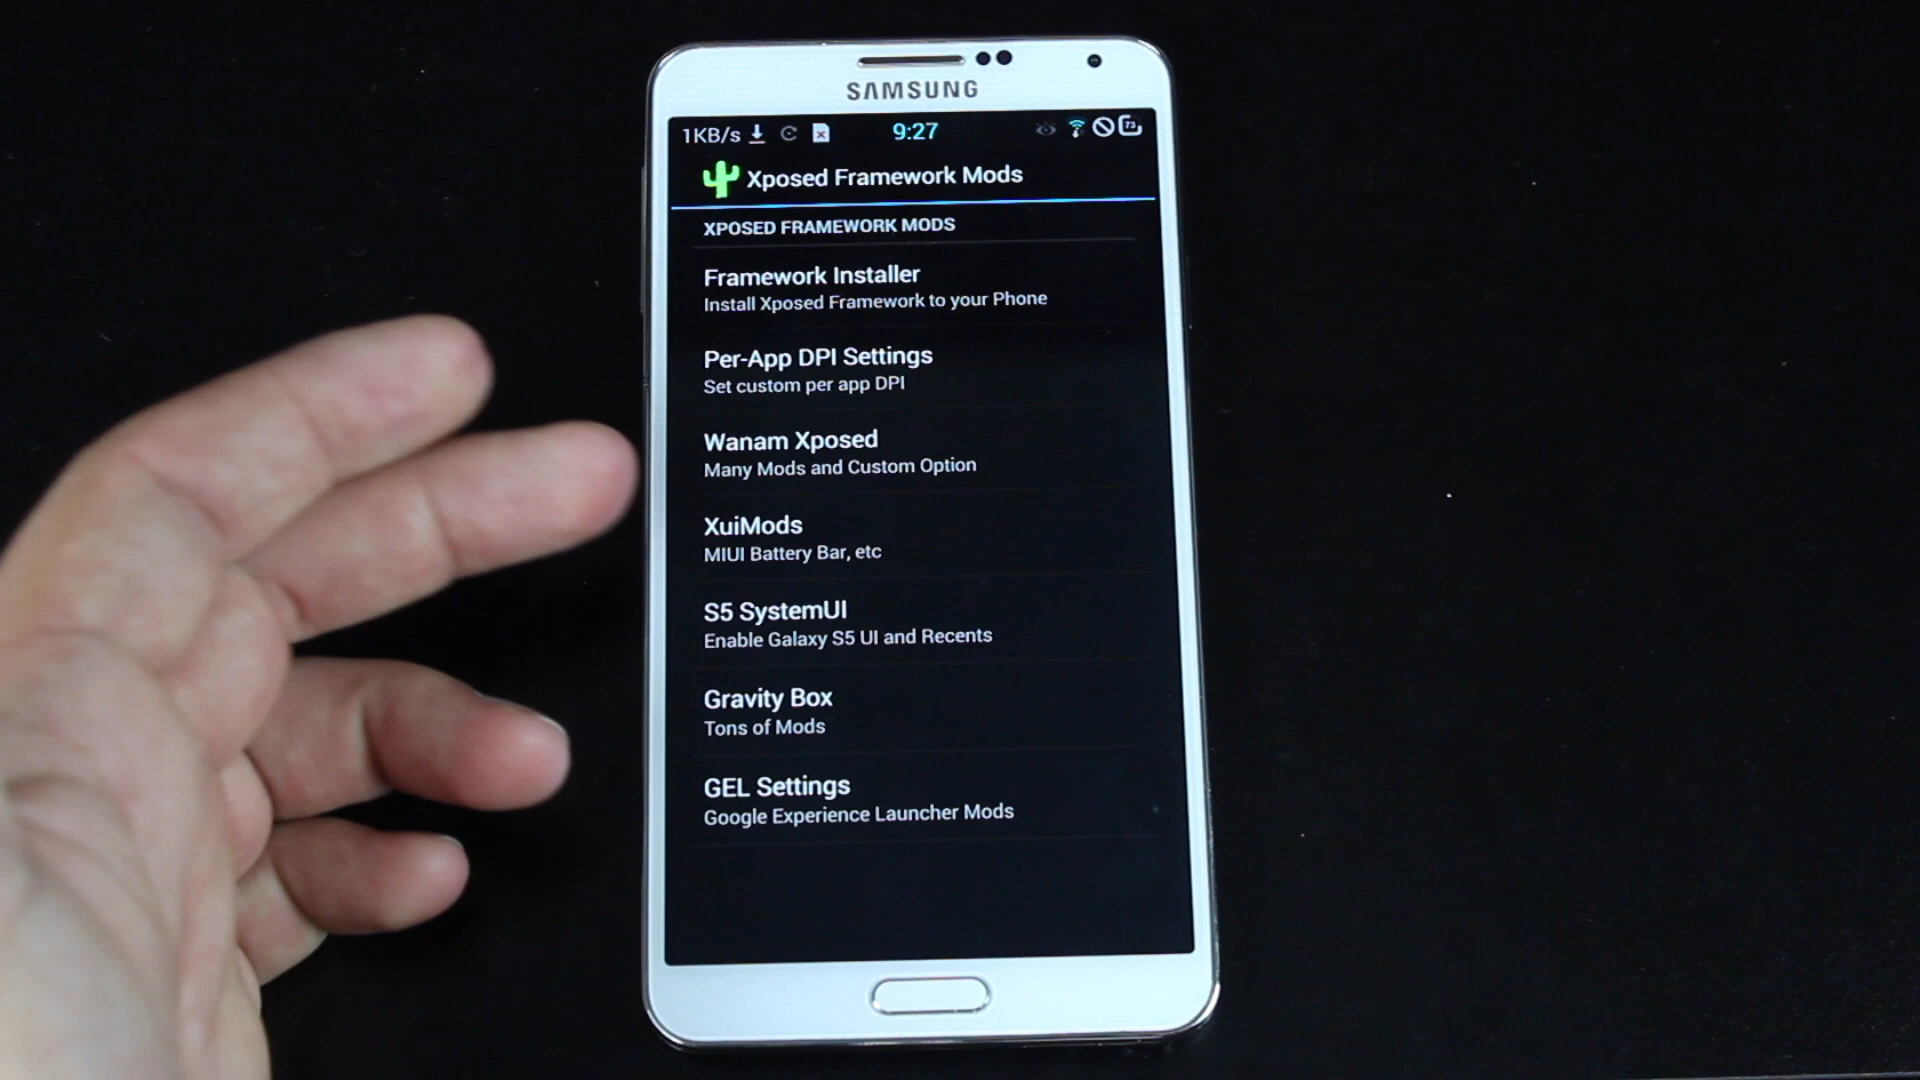 SAMSUNG
1KB/s 9:27 73
Xposed Framework Mods
XPOSED FRAMEWORK MODS
Framework Installer
Install Xposed Framework to your Phone
Per-App DPI Settings
Set custom per app DPI
Wanam Xposed
Many Mods and Custom Option
XuiMods
MIUI Battery Bar, etc
S5 SystemUI
Enable Galaxy S5 UI and Recents
Gravity Box
Tons of Mods
GEL Settings
Google Experience Launcher Mods